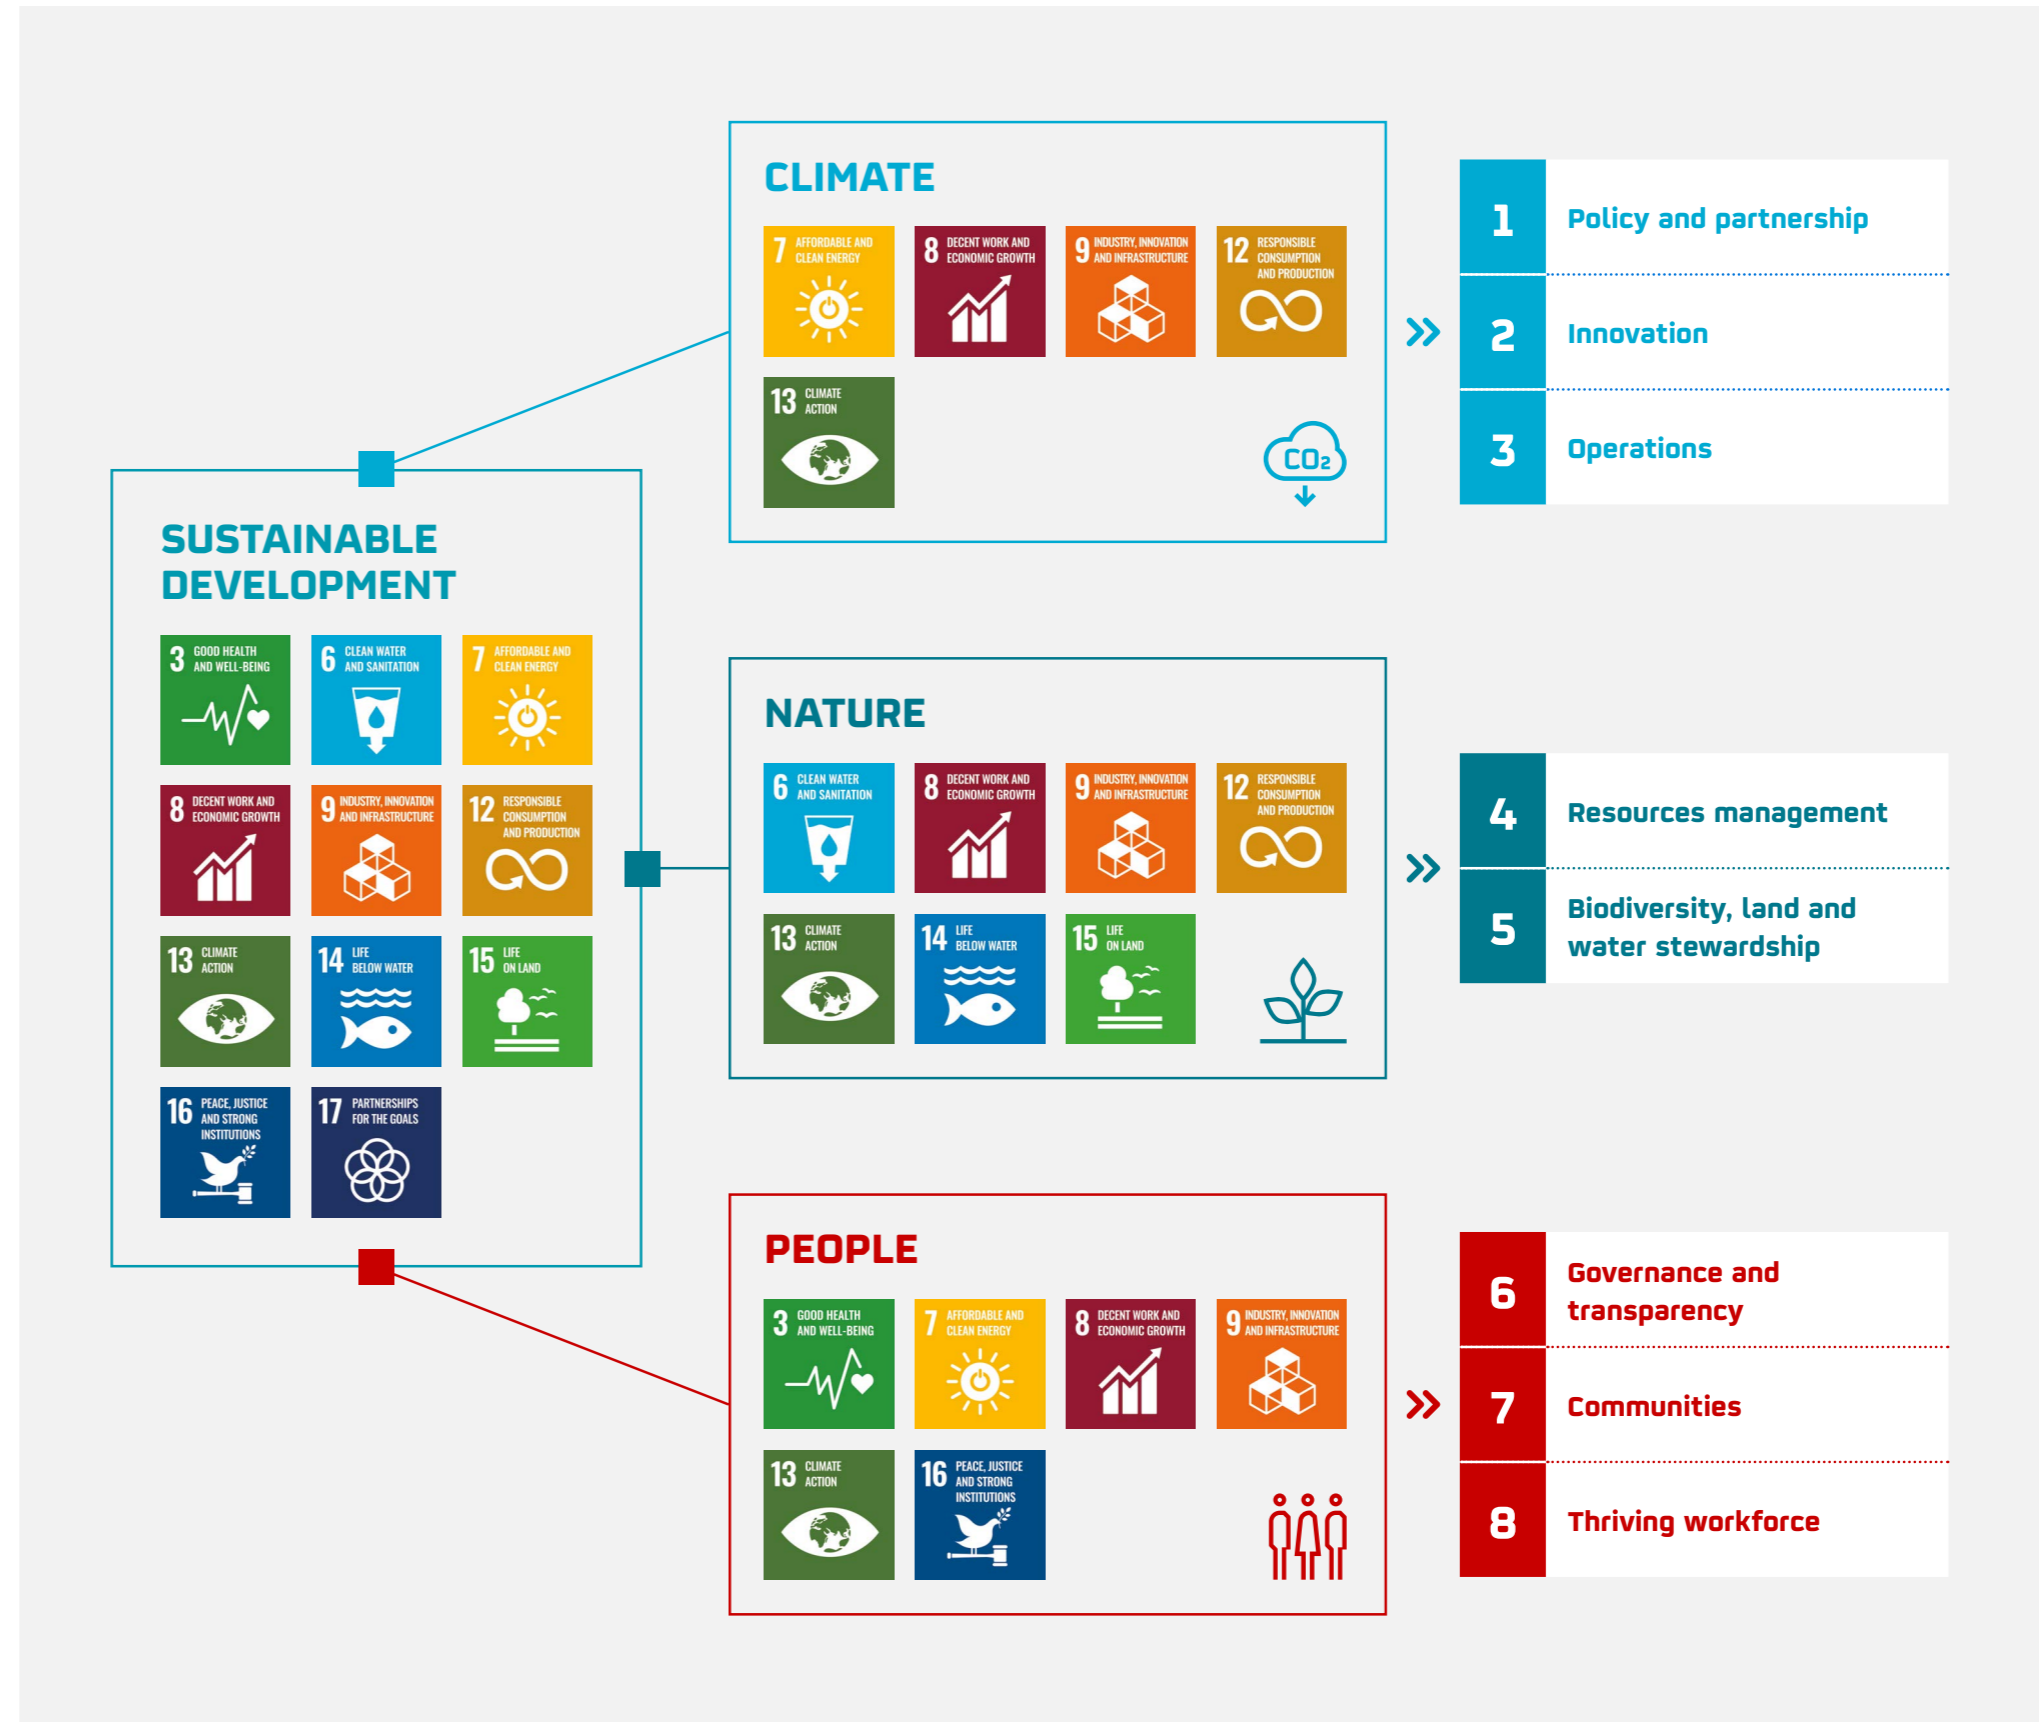 SUSTAINABLE
DEVELOPMENT
3 GOOD HEALTH
AND WELL-BEING
6 CLEAN WATER
AND SANITATION
7 AFFORDABLE AND
CLEAN ENERGY
8 DECENT WORK AND
ECONOMIC GROWTH
9 INDUSTRY, INNOVATION
AND INFRASTRUCTURE
12 RESPONSIBLE
CONSUMPTION
AND PRODUCTION
13 CLIMATE
ACTION
14 LIFE
BELOW WATER
15 LIFE
ON LAND
16 PEACE, JUSTICE
AND STRONG
INSTITUTIONS
17 PARTNERSHIPS
FOR THE GOALS
CLIMATE
7 AFFORDABLE AND
CLEAN ENERGY
8 DECENT WORK AND
ECONOMIC GROWTH
9 INDUSTRY, INNOVATION
AND INFRASTRUCTURE
12 RESPONSIBLE
CONSUMPTION
AND PRODUCTION
13 CLIMATE
ACTION
CO₂
1 Policy and partnership
2 Innovation
3 Operations
NATURE
6 CLEAN WATER
AND SANITATION
8 DECENT WORK AND
ECONOMIC GROWTH
9 INDUSTRY, INNOVATION
AND INFRASTRUCTURE
12 RESPONSIBLE
CONSUMPTION
AND PRODUCTION
13 CLIMATE
ACTION
14 LIFE
BELOW WATER
15 LIFE
ON LAND
4 Resources management
5 Biodiversity, land and
water stewardship
PEOPLE
3 GOOD HEALTH
AND WELL-BEING
7 AFFORDABLE AND
CLEAN ENERGY
8 DECENT WORK AND
ECONOMIC GROWTH
9 INDUSTRY, INNOVATION
AND INFRASTRUCTURE
13 CLIMATE
ACTION
16 PEACE, JUSTICE
AND STRONG
INSTITUTIONS
6 Governance and
transparency
7 Communities
8 Thriving workforce